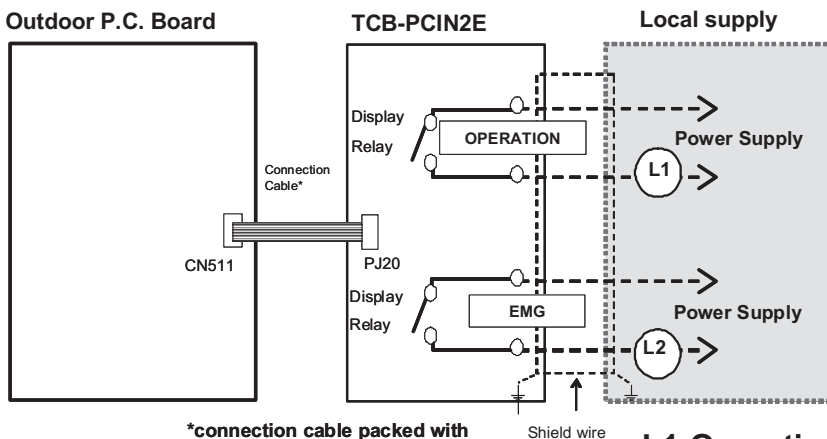 Outdoor P.C. Board
TCB-PCIN2E
Local supply
Display
Relay
OPERATION
Power Supply
L1
Connection
Cable*
CN511
PJ20
Display
Relay
EMG
Power Supply
L2
*connection cable packed with
Shield wire